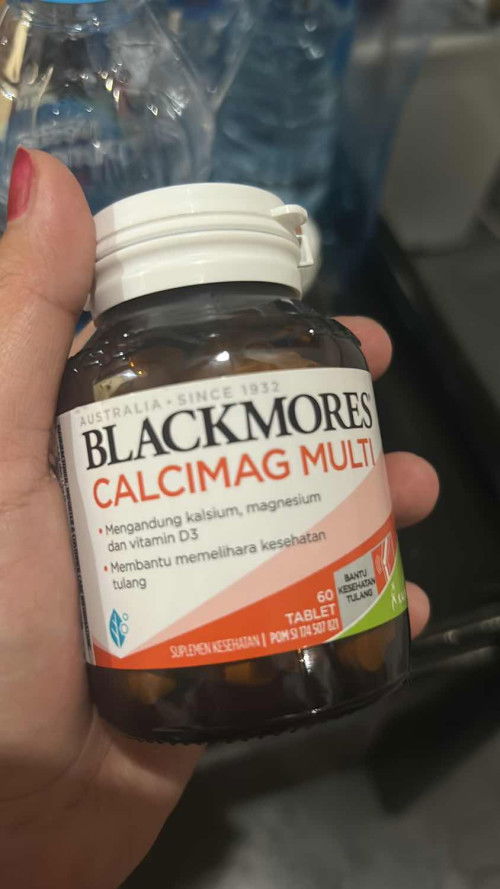 AUSTRALIA • SINCE 1932
BLACKMORES®
CALCIMAG MULTI
• Mengandung kalsium, magnesium
dan vitamin D3
• Membantu memelihara kesehatan
tulang
60
TABLET
BANTU
KESEHATAN
TULANG
SUPLEMEN KESEHATAN | POM SI 174 507 821